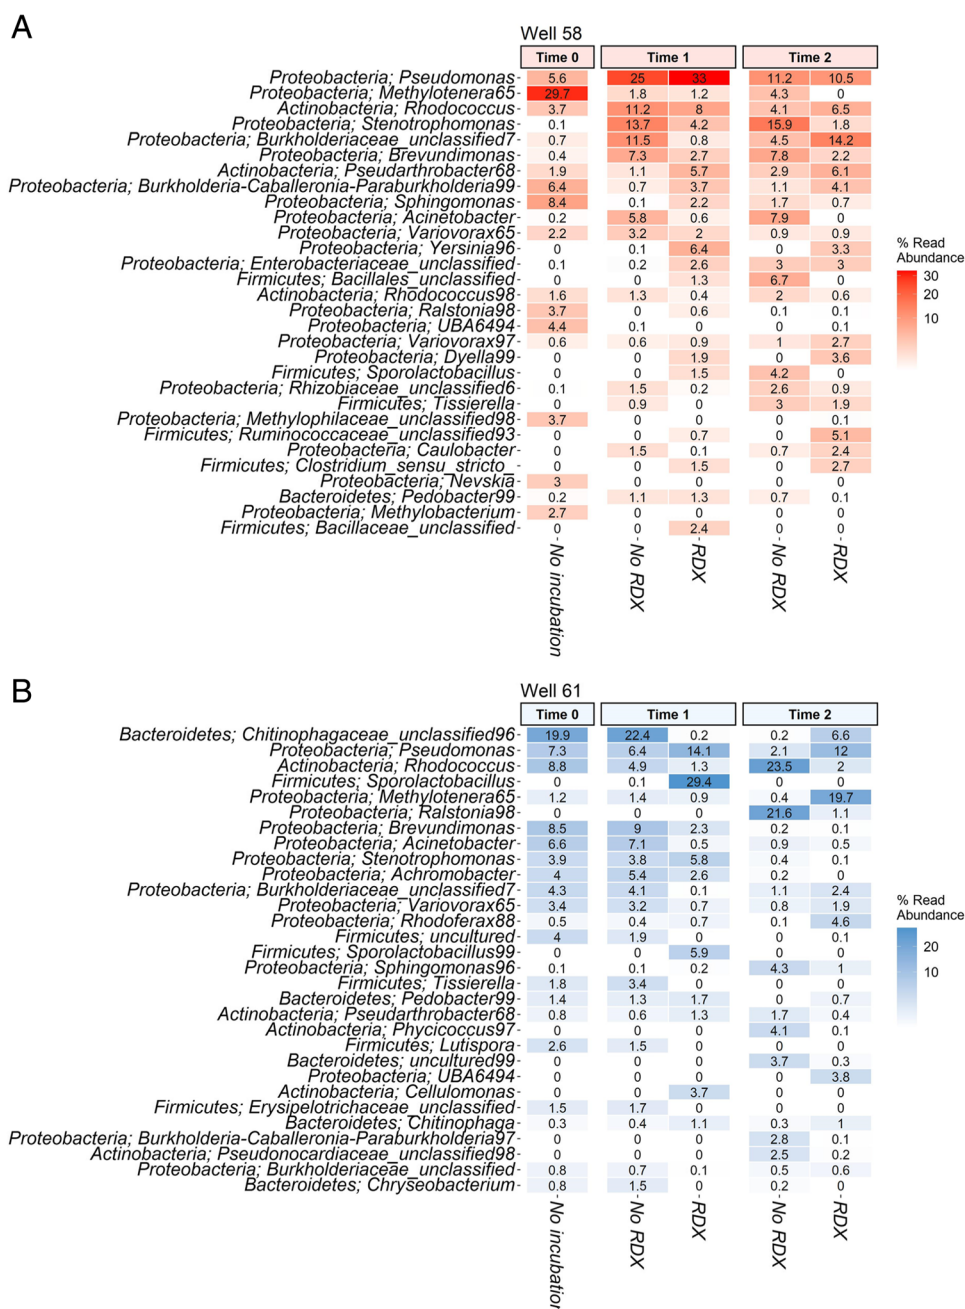 A
Well 58
Time 0 Time 1 Time 2
Proteobacteria; Pseudomonas 5.6 25 33 11.2 10.5
Proteobacteria; Methylotenera65 29.7 1.8 1.2 4.3 0
Actinobacteria; Rhodococcus 3.7 11.2 8 4.1 6.5
Proteobacteria; Stenotrophomonas 0.1 13.7 4.2 15.9 1.8
Proteobacteria; Burkholderiaceae_unclassified7 0.7 11.5 0.8 4.5 14.2
Proteobacteria; Brevundimonas 0.4 7.3 2.7 7.8 2.2
Actinobacteria; Pseudarthrobacter68 1.9 1.1 5.7 2.9 6.1
Proteobacteria; Burkholderia-Caballeronia-Paraburkholderia99 6.4 0.7 3.7 1.1 4.1
Proteobacteria; Sphingomonas 8.4 0.1 2.2 1.7 0.7
Proteobacteria; Acinetobacter 0.2 5.8 0.6 7.9 0
Proteobacteria; Variovorax65 2.2 3.2 2 0.9 0.9
Proteobacteria; Yersinia96 0 0.1 6.4 0 3.3
Proteobacteria; Enterobacteriaceae_unclassified 0.1 0.2 2.6 3 3
Firmicutes; Bacillales_unclassified 0 0 1.3 6.7 0
Actinobacteria; Rhodococcus98 1.6 1.3 0.4 2 0.6
Proteobacteria; Ralstonia98 3.7 0 0.6 0.1 0.1
Proteobacteria; UBA6494 4.4 0.1 0 0 0.1
Proteobacteria; Variovorax97 0.6 0.6 0.9 1 2.7
Proteobacteria; Dyella99 0 0 1.9 0 3.6
Firmicutes; Sporolactobacillus 0 0 1.5 4.2 0
Proteobacteria; Rhizobiaceae_unclassified6 0.1 1.5 0.2 2.6 0.9
Firmicutes; Tissierella 0 0.9 0 3 1.9
Proteobacteria; Methylophilaceae_unclassified98 3.7 0 0 0 0.1
Firmicutes; Ruminococcaceae_unclassified93 0 0 0.7 0 5.1
Proteobacteria; Caulobacter 0 1.5 0.1 0.7 2.4
Firmicutes; Clostridium_sensu_stricto_ 0 0 1.5 0 2.7
Proteobacteria; Nevskia 3 0 0 0 0
Bacteroidetes; Pedobacter99 0.2 1.1 1.3 0.7 0.1
Proteobacteria; Methylobacterium 2.7 0 0 0 0
Firmicutes; Bacillaceae_unclassified 0 0 2.4 0 0
No incubation No RDX RDX No RDX RDX
% Read
Abundance
30
20
10
B
Well 61
Time 0 Time 1 Time 2
Bacteroidetes; Chitinophagaceae_unclassified96 19.9 22.4 0.2 0 6.6
Proteobacteria; Pseudomonas 7.3 6.4 14.1 2.1 12
Actinobacteria; Rhodococcus 8.8 4.9 1.3 23.5 2
Firmicutes; Sporolactobacillus 0 0.1 29.4 0 0
Proteobacteria; Methylotenera65 1.2 1.4 0.9 0.4 19.7
Proteobacteria; Ralstonia98 0 0 0 21.6 1.1
Proteobacteria; Brevundimonas 8.5 9 2.3 0.2 0.1
Proteobacteria; Acinetobacter 6.6 7.1 0.5 0.9 0.5
Proteobacteria; Stenotrophomonas 3.9 3.8 5.8 0.4 0.1
Proteobacteria; Achromobacter 4 5.4 2.6 0.2 0
Proteobacteria; Burkholderiaceae_unclassified7 4.3 4.1 0.1 1.1 2.4
Proteobacteria; Variovorax65 3.4 3.2 0.7 0.8 1.9
Proteobacteria; Rhodoferax88 0.5 0.4 0.7 0.1 4.6
Firmicutes; uncultured 4 1.9 0 0 0.1
Firmicutes; Sporolactobacillus99 0 0 5.9 0 0
Proteobacteria; Sphingomonas96 0.1 0.1 0.2 4.3 1
Firmicutes; Tissierella 1.8 3.4 0 0 0
Bacteroidetes; Pedobacter99 1.4 1.3 1.7 0 0.7
Actinobacteria; Pseudarthrobacter68 0.8 0.6 1.3 1.7 0.4
Actinobacteria; Phycicoccus97 0 0 0 4.1 0.1
Firmicutes; Lutispora 2.6 1.5 0 0 0
Bacteroidetes; uncultured99 0 0 0 3.7 0.3
Proteobacteria; UBA6494 0 0 0 0 3.8
Actinobacteria; Cellulomonas 0 0 3.7 0 0
Firmicutes; Erysipelotrichaceae_unclassified 1.5 1.7 0 0 0
Bacteroidetes; Chitinophaga 0.3 0.4 1.1 0.3 1
Proteobacteria; Burkholderia-Caballeronia-Paraburkholderia97 0 0 0 2.8 0.1
Actinobacteria; Pseudonocardiaceae_unclassified98 0 0 0 2.5 0.2
Proteobacteria; Burkholderiaceae_unclassified 0.8 0.7 0.1 0.5 0.6
Bacteroidetes; Chryseobacterium 0.8 1.5 0 0.2 0
No incubation No RDX RDX No RDX RDX
% Read
Abundance
20
10